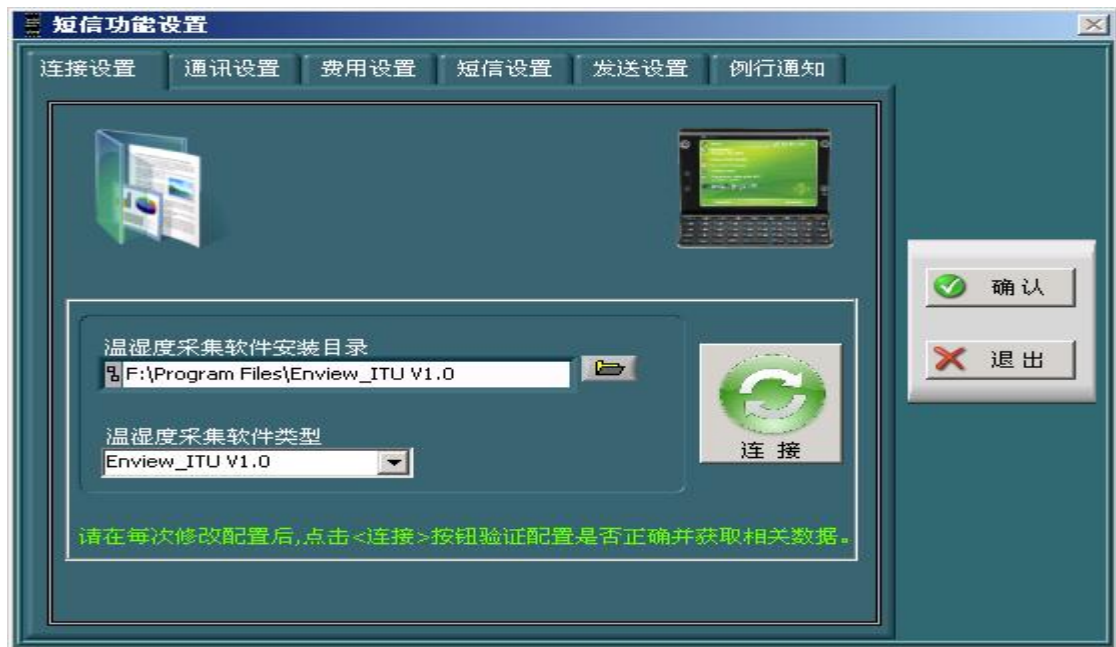 短信功能设置
连接设置 通讯设置 费用设置 短信设置 发送设置 例行通知
温湿度采集软件安装目录
F:\Program Files\Enview_ITU V1.0
温湿度采集软件类型
Enview_ITU V1.0
连 接
请在每次修改配置后,点击<连接>按钮验证配置是否正确并获取相关数据。
确 认
退 出